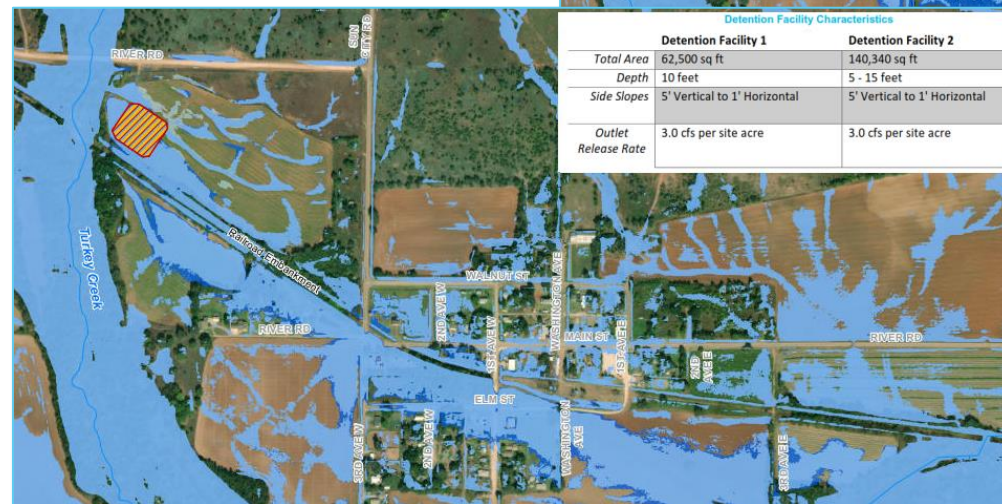 Detention Facility Characteristics
Detention Facility 1 Detention Facility 2
Total Area 62,500 sq ft 140,340 sq ft
Depth 10 feet 5 - 15 feet
Side Slopes 5' Vertical to 1' Horizontal 5' Vertical to 1' Horizontal
Outlet Release Rate 3.0 cfs per site acre 3.0 cfs per site acre
SUN CITY RD
RIVER RD
Turkey Creek
Railroad Embankment
WALNUT ST
WASHINGTON AVE
2ND AVE W
1ST AVE W
1ST AVE E
RIVER RD
MAIN ST
RIVER RD
2ND AVE E
ELM ST
3RD AVE W
2ND AVE W
WASHINGTON AVE
3RD AVE E